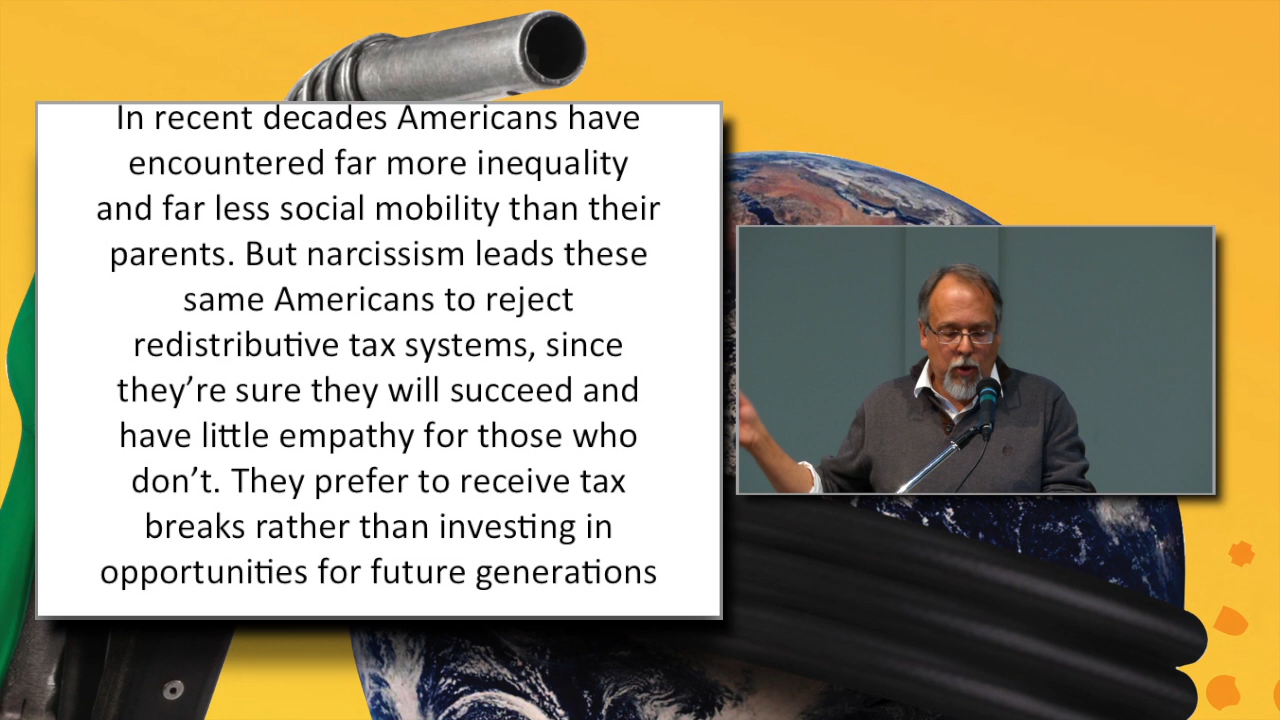 In recent decades Americans have
encountered far more inequality
and far less social mobility than their
parents. But narcissism leads these
same Americans to reject
redistributive tax systems, since
they’re sure they will succeed and
have little empathy for those who
don’t. They prefer to receive tax
breaks rather than investing in
opportunities for future generations